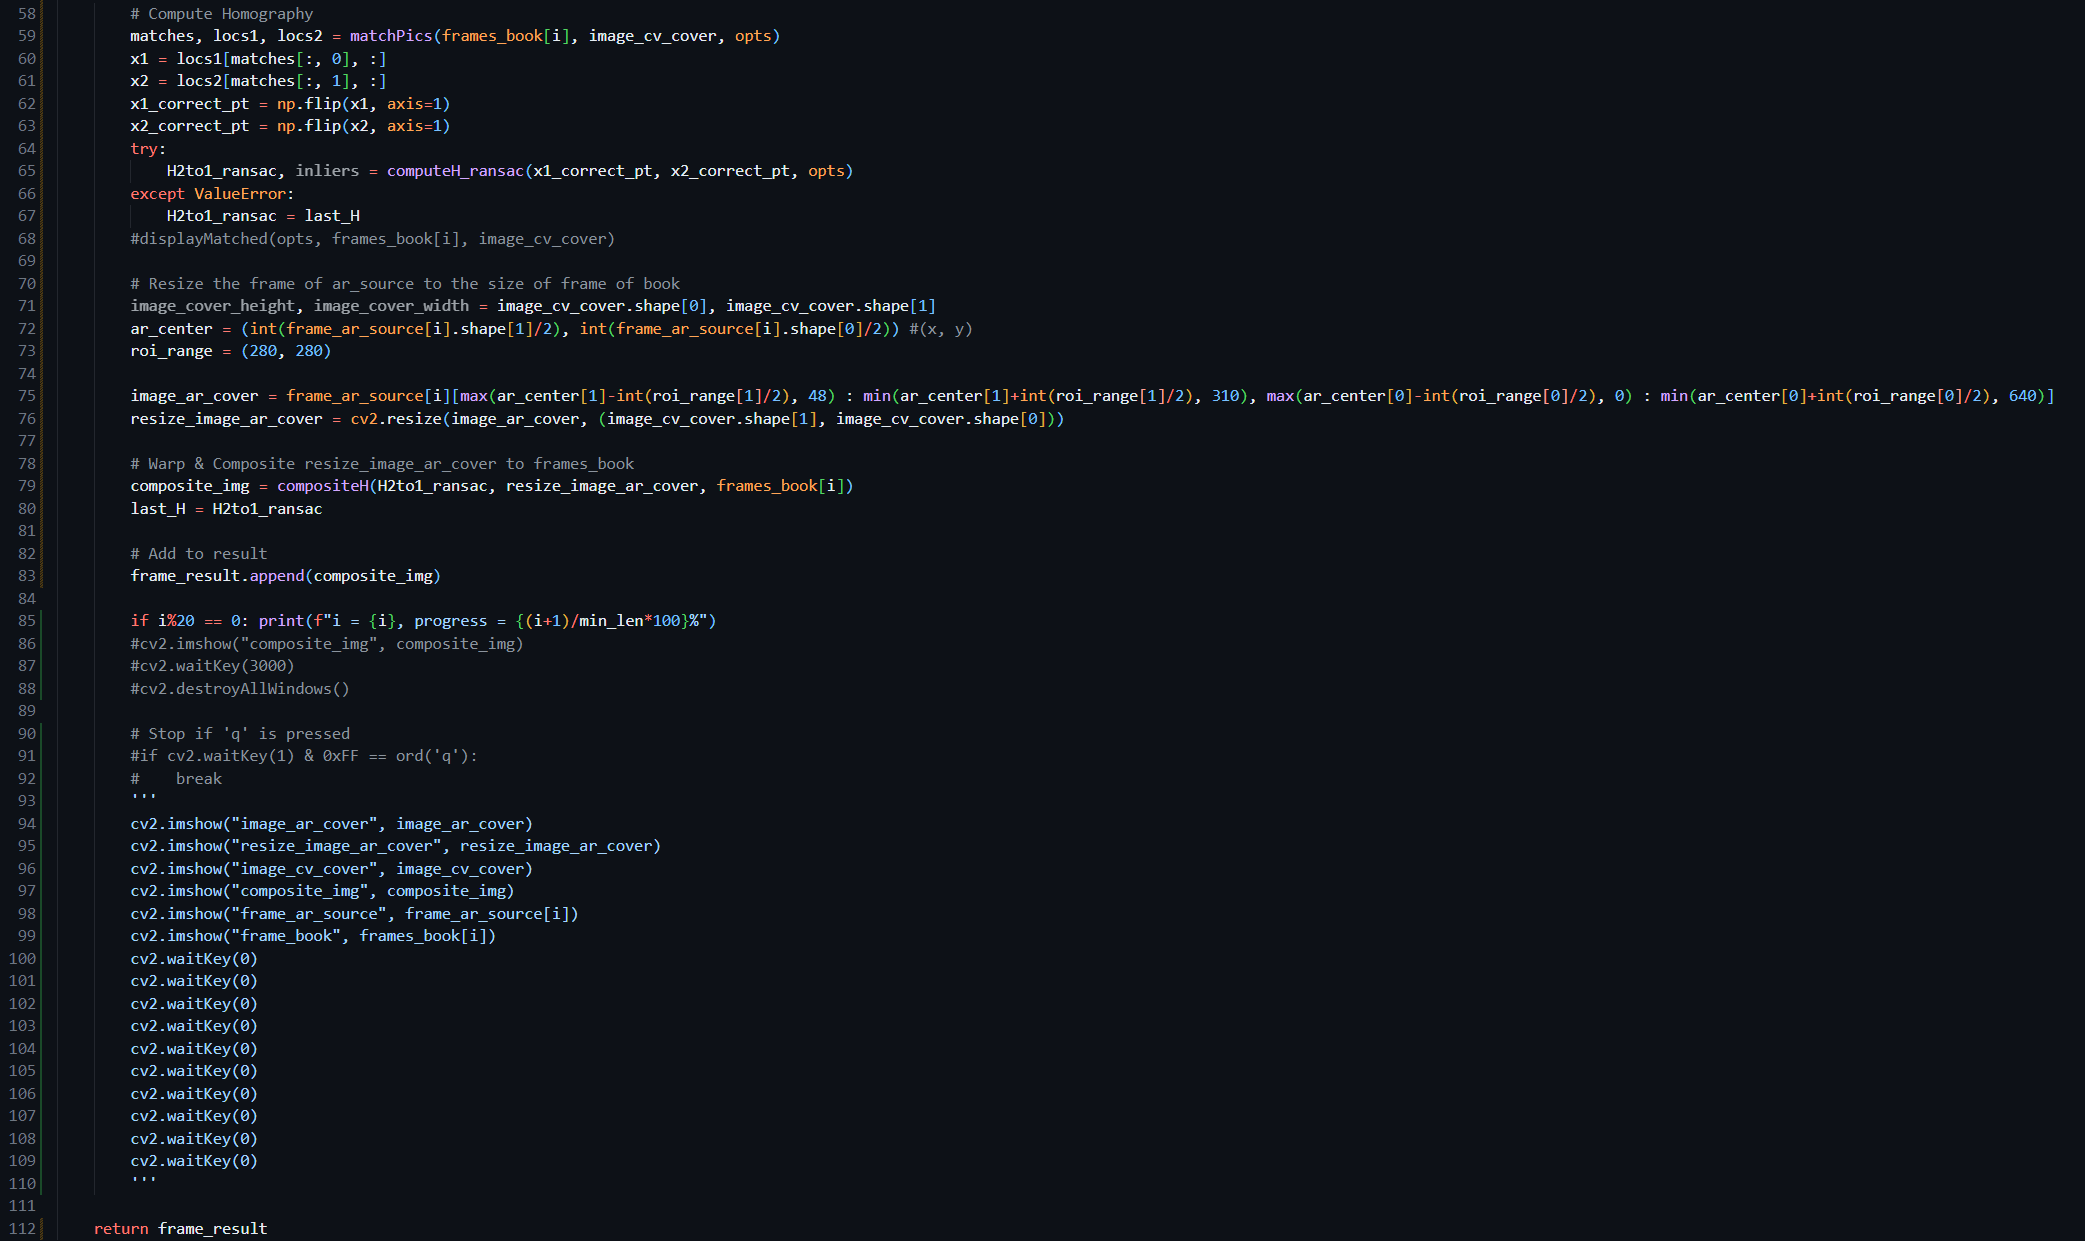 58 # Compute Homography
59 matches, locs1, locs2 = matchPics(frames_book[i], image_cv_cover, opts)
60 x1 = locs1[matches[:, 0], :]
61 x2 = locs2[matches[:, 1], :]
62 x1_correct_pt = np.flip(x1, axis=1)
63 x2_correct_pt = np.flip(x2, axis=1)
64 try:
65     H2to1_ransac, inliers = computeH_ransac(x1_correct_pt, x2_correct_pt, opts)
66 except ValueError:
67     H2to1_ransac = last_H
68 #displayMatched(opts, frames_book[i], image_cv_cover)
69
70 # Resize the frame of ar_source to the size of frame of book
71 image_cover_height, image_cover_width = image_cv_cover.shape[0], image_cv_cover.shape[1]
72 ar_center = (int(frame_ar_source[i].shape[1]/2), int(frame_ar_source[i].shape[0]/2)) #(x, y)
73 roi_range = (280, 280)
74
75 image_ar_cover = frame_ar_source[i][max(ar_center[1]-int(roi_range[1]/2), 48) : min(ar_center[1]+int(roi_range[1]/2), 310), max(ar_center[0]-int(roi_range[0]/2), 0) : min(ar_center[0]+int(roi_range[0]/2), 640)]
76 resize_image_ar_cover = cv2.resize(image_ar_cover, (image_cv_cover.shape[1], image_cv_cover.shape[0]))
77
78 # Warp & Composite resize_image_ar_cover to frames_book
79 composite_img = compositeH(H2to1_ransac, resize_image_ar_cover, frames_book[i])
80 last_H = H2to1_ransac
81
82 # Add to result
83 frame_result.append(composite_img)
84
85 if i%20 == 0: print(f"i = {i}, progress = {(i+1)/min_len*100}%")
86 #cv2.imshow("composite_img", composite_img)
87 #cv2.waitKey(3000)
88 #cv2.destroyAllWindows()
89
90 # Stop if 'q' is pressed
91 #if cv2.waitKey(1) & 0xFF == ord('q'):
92 #    break
93 '''
94 cv2.imshow("image_ar_cover", image_ar_cover)
95 cv2.imshow("resize_image_ar_cover", resize_image_ar_cover)
96 cv2.imshow("image_cv_cover", image_cv_cover)
97 cv2.imshow("composite_img", composite_img)
98 cv2.imshow("frame_ar_source", frame_ar_source[i])
99 cv2.imshow("frame_book", frames_book[i])
100 cv2.waitKey(0)
101 cv2.waitKey(0)
102 cv2.waitKey(0)
103 cv2.waitKey(0)
104 cv2.waitKey(0)
105 cv2.waitKey(0)
106 cv2.waitKey(0)
107 cv2.waitKey(0)
108 cv2.waitKey(0)
109 cv2.waitKey(0)
110 '''
111
112 return frame_result